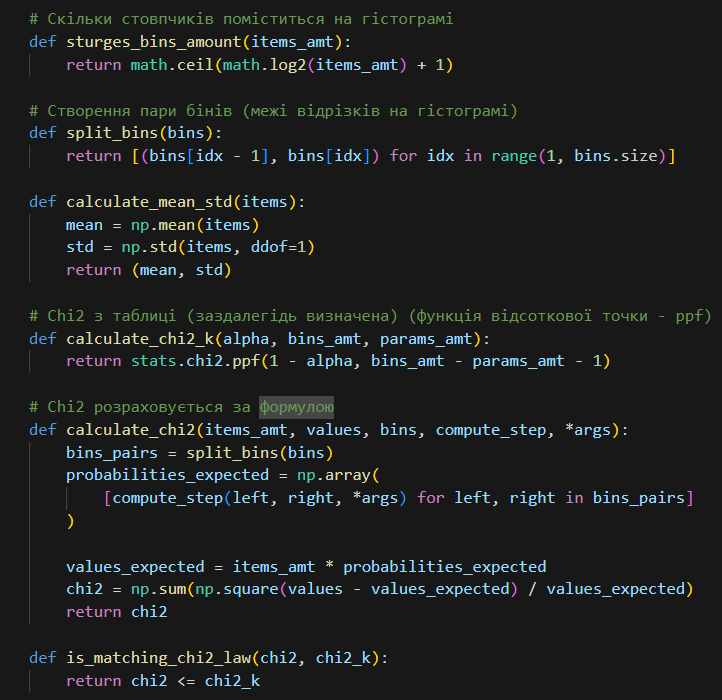 # Скільки стовпчиків поміститься на гістограмі
def sturges_bins_amount(items_amt):
    return math.ceil(math.log2(items_amt) + 1)
# Створення пари бінів (межі відрізків на гістограмі)
def split_bins(bins):
    return [(bins[idx - 1], bins[idx]) for idx in range(1, bins.size)]
def calculate_mean_std(items):
    mean = np.mean(items)
    std = np.std(items, ddof=1)
    return (mean, std)
# Chi2 з таблиці (заздалегідь визначена) (функція відсоткової точки - ppf)
def calculate_chi2_k(alpha, bins_amt, params_amt):
    return stats.chi2.ppf(1 - alpha, bins_amt - params_amt - 1)
# Chi2 розраховується за формулою
def calculate_chi2(items_amt, values, bins, compute_step, *args):
    bins_pairs = split_bins(bins)
    probabilities_expected = np.array(
        [compute_step(left, right, *args) for left, right in bins_pairs]
    )
    values_expected = items_amt * probabilities_expected
    chi2 = np.sum(np.square(values - values_expected) / values_expected)
    return chi2
def is_matching_chi2_law(chi2, chi2_k):
    return chi2 <= chi2_k